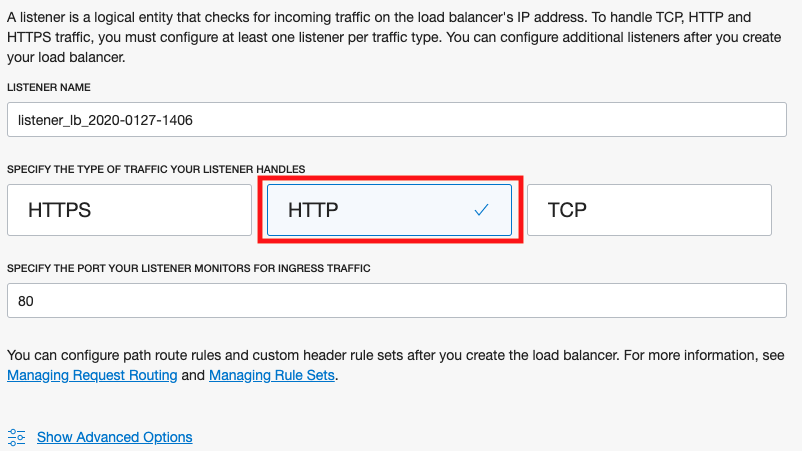 A listener is a logical entity that checks for incoming traffic on the load balancer's IP address. To handle TCP, HTTP and
HTTPS traffic, you must configure at least one listener per traffic type. You can configure additional listeners after you create
your load balancer.
LISTENER NAME
listener_lb_2020-0127-1406
SPECIFY THE TYPE OF TRAFFIC YOUR LISTENER HANDLES
HTTPS HTTP TCP
SPECIFY THE PORT YOUR LISTENER MONITORS FOR INGRESS TRAFFIC
80
You can configure path route rules and custom header rule sets after you create the load balancer. For more information, see
Managing Request Routing and Managing Rule Sets.
Show Advanced Options